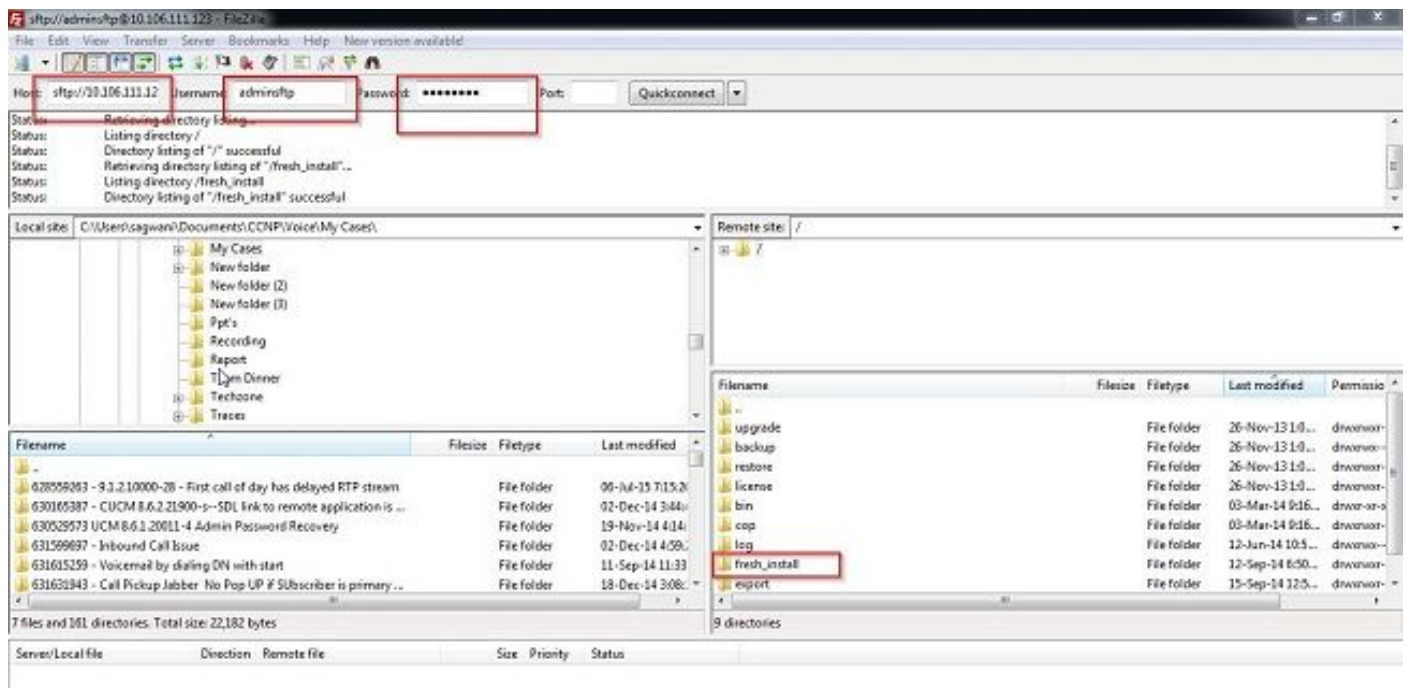 sftp://adminsftp@10.106.111.123 - FileZilla
File Edit View Transfer Server Bookmarks Help New version available!
Host: sftp://10.106.111.12 Username: adminsftp Password: •••••••• Port: Quickconnect
Status: Retrieving directory listing...
Status: Listing directory /
Status: Directory listing of "/" successful
Status: Retrieving directory listing of "/fresh_install"...
Status: Listing directory /fresh_install
Status: Directory listing of "/fresh_install" successful
Local site: C:\Users\sagwani\Documents\CCNP\Voice\My Cases\
My Cases
New folder
New folder (2)
New folder (3)
Ppt's
Recording
Report
Team Dinner
Techzone
Traces
Filename Filesize Filetype Last modified
..
628559263 - 9.1.2.10000-28 - First call of day has delayed RTP stream File folder 06-Jul-15 7:15:2
630165387 - CUCM 8.6.2.21900-s--SDL link to remote application is ... File folder 02-Dec-14 3:44:
630529573 UCM 8.6.1.20011-4 Admin Password Recovery File folder 19-Nov-14 4:14:
631599697 - Inbound Call Issue File folder 02-Dec-14 4:59:
631615259 - Voicemail by dialing DN with start File folder 11-Sep-14 11:33
631631943 - Call Pickup Jabber No Pop UP if SUbscriber is primary ... File folder 18-Dec-14 3:08:
7 files and 161 directories. Total size: 22,182 bytes
Remote site: /
/
Filename Filesize Filetype Last modified Permissio
..
upgrade File folder 26-Nov-13 1:0...
backup File folder 26-Nov-13 1:0...
restore File folder 26-Nov-13 1:0...
license File folder 26-Nov-13 1:0...
bin File folder 03-Mar-14 9:16...
cop File folder 03-Mar-14 9:16...
log File folder 12-Jun-14 10:5...
fresh_install File folder 12-Sep-14 6:50...
export File folder 15-Sep-14 12:5...
9 directories
Server/Local file Direction Remote file Size Priority Status